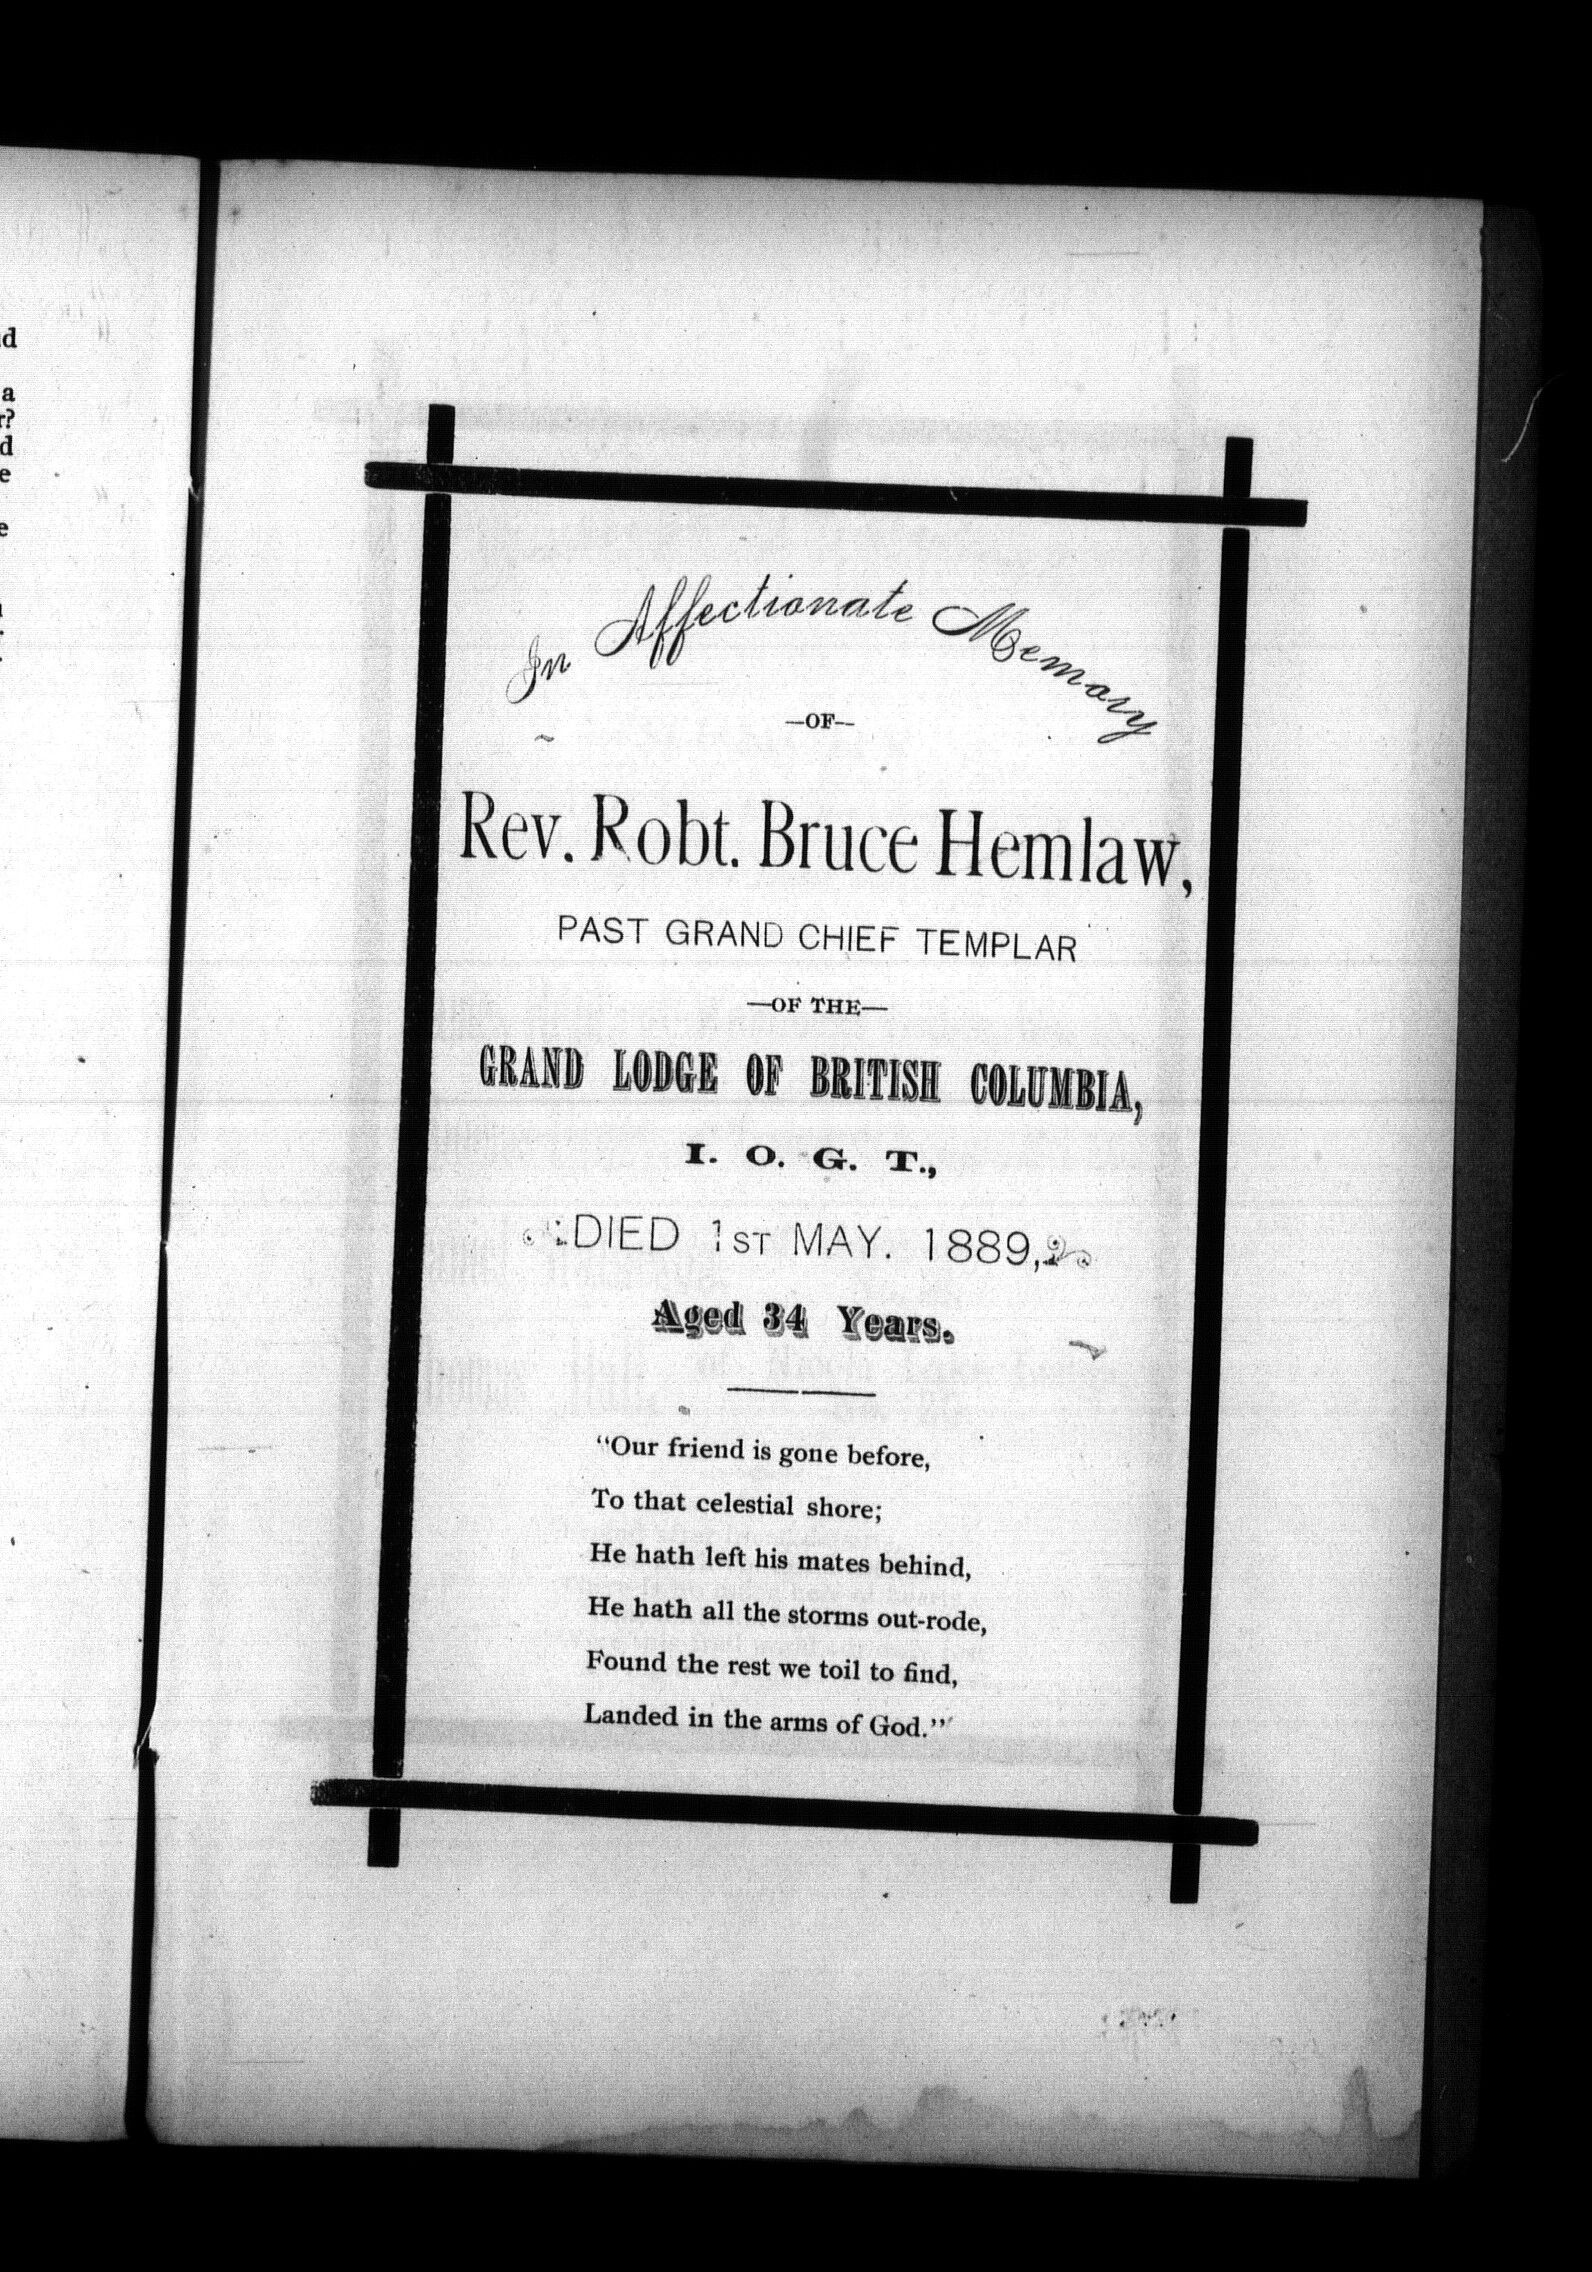 In Affectionate Memory
—OF—
Rev. Robt. Bruce Hemlaw,
PAST GRAND CHIEF TEMPLAR
—OF THE—
GRAND LODGE OF BRITISH COLUMBIA,
I. O. G. T.,
DIED 1ST MAY. 1889,
Aged 34 Years.
"Our friend is gone before,
To that celestial shore;
He hath left his mates behind,
He hath all the storms out-rode,
Found the rest we toil to find,
Landed in the arms of God."